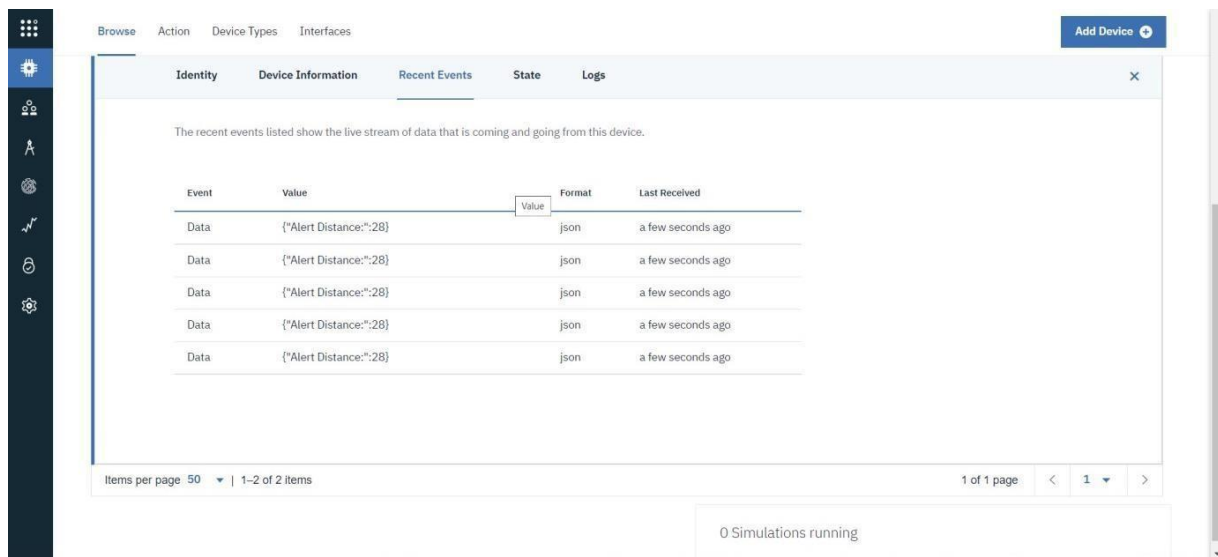 Browse Action Device Types Interfaces Add Device
Identity Device Information Recent Events State Logs
The recent events listed show the live stream of data that is coming and going from this device.
Event Value Format Last Received
Value
Data {"Alert Distance:":28} json a few seconds ago
Data {"Alert Distance:":28} json a few seconds ago
Data {"Alert Distance:":28} json a few seconds ago
Data {"Alert Distance:":28} json a few seconds ago
Data {"Alert Distance:":28} json a few seconds ago
Items per page 50 | 1–2 of 2 items 1 of 1 page 1
0 Simulations running